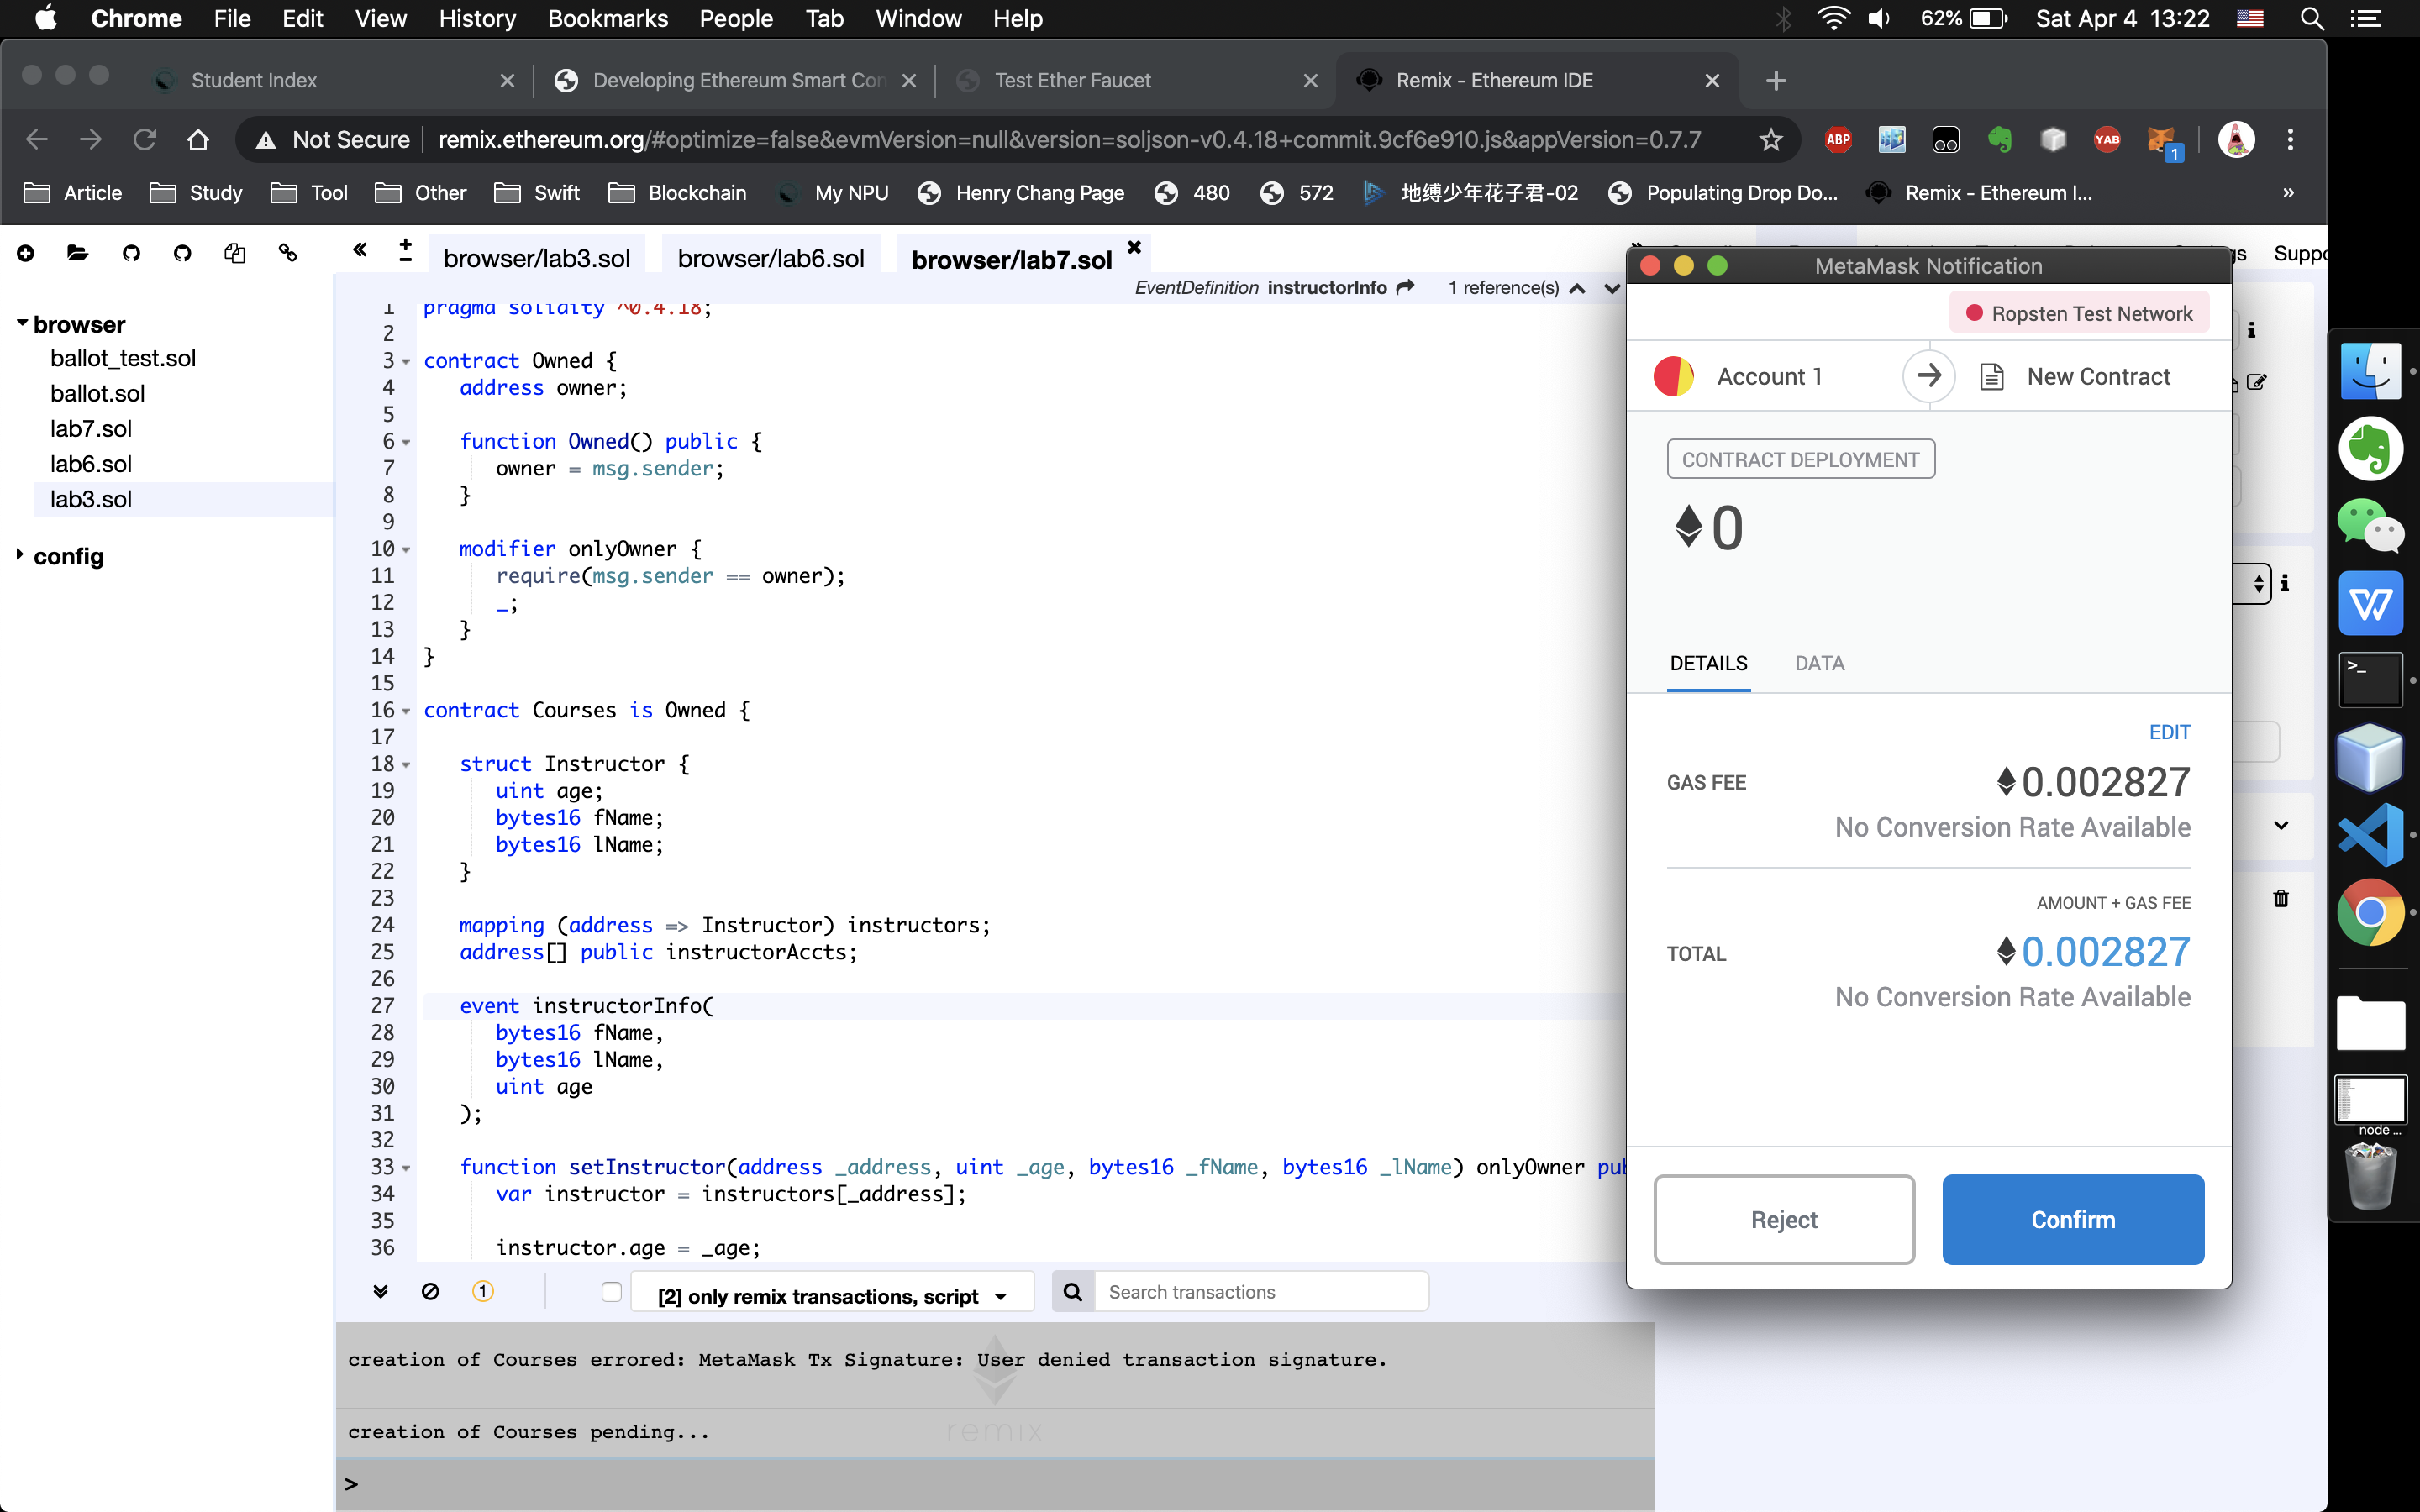 Chrome File Edit View History Bookmarks People Tab Window Help 62% Sat Apr 4 13:22
Student Index Developing Ethereum Smart Con Test Ether Faucet Remix - Ethereum IDE
Not Secure remix.ethereum.org/#optimize=false&evmVersion=null&version=soljson-v0.4.18+commit.9cf6e910.js&appVersion=0.7.7 ABP YAB 1
Article Study Tool Other Swift Blockchain My NPU Henry Chang Page 480 572 地缚少年花子君-02 Populating Drop Do... Remix - Ethereum I... »
browser/lab3.sol browser/lab6.sol browser/lab7.sol
EventDefinition instructorInfo 1 reference(s)
browser
ballot_test.sol
ballot.sol
lab7.sol
lab6.sol
lab3.sol
config
1 pragma solidity ^0.4.18;
2
3 contract Owned {
4 address owner;
5
6 function Owned() public {
7 owner = msg.sender;
8 }
9
10 modifier onlyOwner {
11 require(msg.sender == owner);
12 _;
13 }
14 }
15
16 contract Courses is Owned {
17
18 struct Instructor {
19 uint age;
20 bytes16 fName;
21 bytes16 lName;
22 }
23
24 mapping (address => Instructor) instructors;
25 address[] public instructorAccts;
26
27 event instructorInfo(
28 bytes16 fName,
29 bytes16 lName,
30 uint age
31 );
32
33 function setInstructor(address _address, uint _age, bytes16 _fName, bytes16 _lName) onlyOwner pub
34 var instructor = instructors[_address];
35
36 instructor.age = _age;
1 [2] only remix transactions, script Search transactions
creation of Courses errored: MetaMask Tx Signature: User denied transaction signature.
creation of Courses pending...
remix
>
MetaMask Notification
Ropsten Test Network
Account 1 New Contract
CONTRACT DEPLOYMENT
0
DETAILS DATA
EDIT
GAS FEE 0.002827
No Conversion Rate Available
AMOUNT + GAS FEE
TOTAL 0.002827
No Conversion Rate Available
Reject Confirm
gs Suppo
node ...